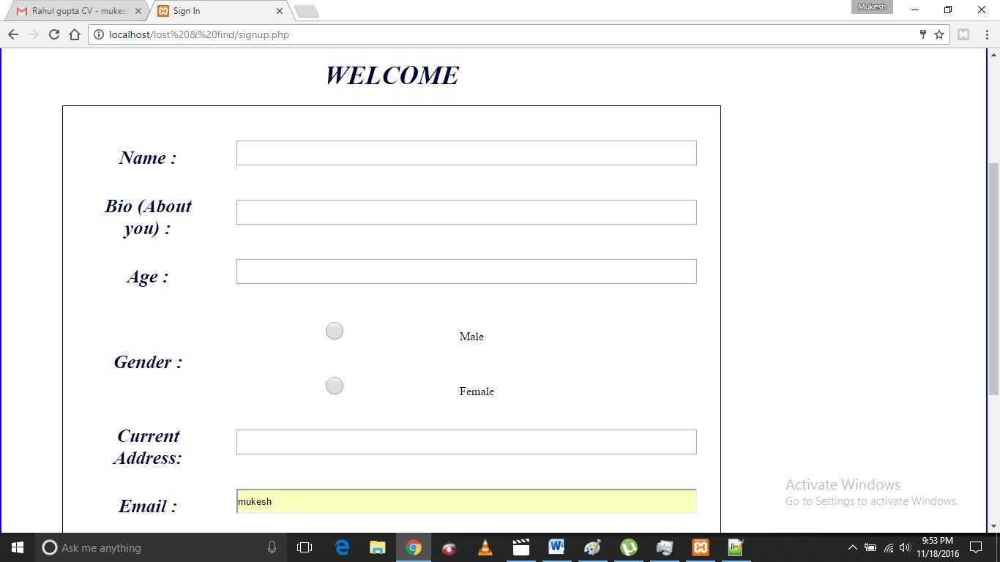 Rahul gupta CV - mukes
Sign In
Mukesh
localhost/lost%20&%20find/signup.php
WELCOME
Name :
Bio (About
you) :
Age :
Male
Gender :
Female
Current
Address:
Email :
mukesh
Activate Windows
Go to Settings to activate Windows.
Ask me anything
9:53 PM
11/18/2016